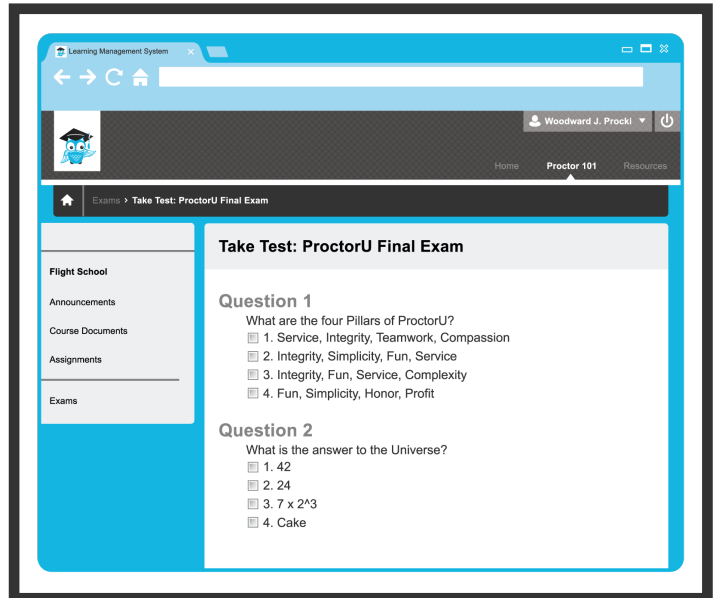 Learning Management System
Woodward J. Procki
Home Proctor 101 Resources
Exams > Take Test: ProctorU Final Exam
Flight School
Announcements
Course Documents
Assignments
Exams
Take Test: ProctorU Final Exam
Question 1
What are the four Pillars of ProctorU?
1. Service, Integrity, Teamwork, Compassion
2. Integrity, Simplicity, Fun, Service
3. Integrity, Fun, Service, Complexity
4. Fun, Simplicity, Honor, Profit
Question 2
What is the answer to the Universe?
1. 42
2. 24
3. 7 x 2^3
4. Cake